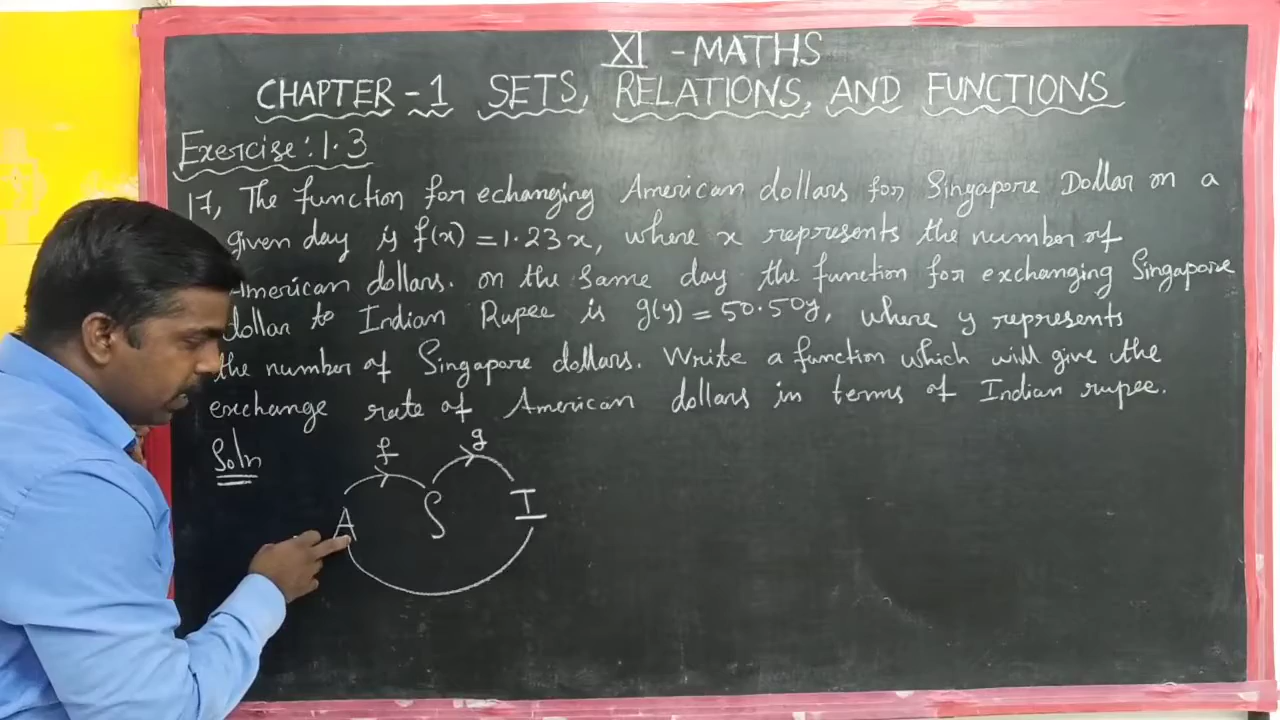 XI - MATHS
CHAPTER - 1 SETS, RELATIONS, AND FUNCTIONS
Exercise : 1.3
17, The function for echanging American dollars for Singapore Dollar on a
given day is f(x) = 1.23x, where x represents the number of
American dollars. on the same day the function for exchanging Singapore
dollar to Indian Rupee is g(y) = 50.50y, where y represents
the number of Singapore dollars. Write a function which will give the
exchange rate of American dollars in terms of Indian rupee.
Soln
f g
A S I